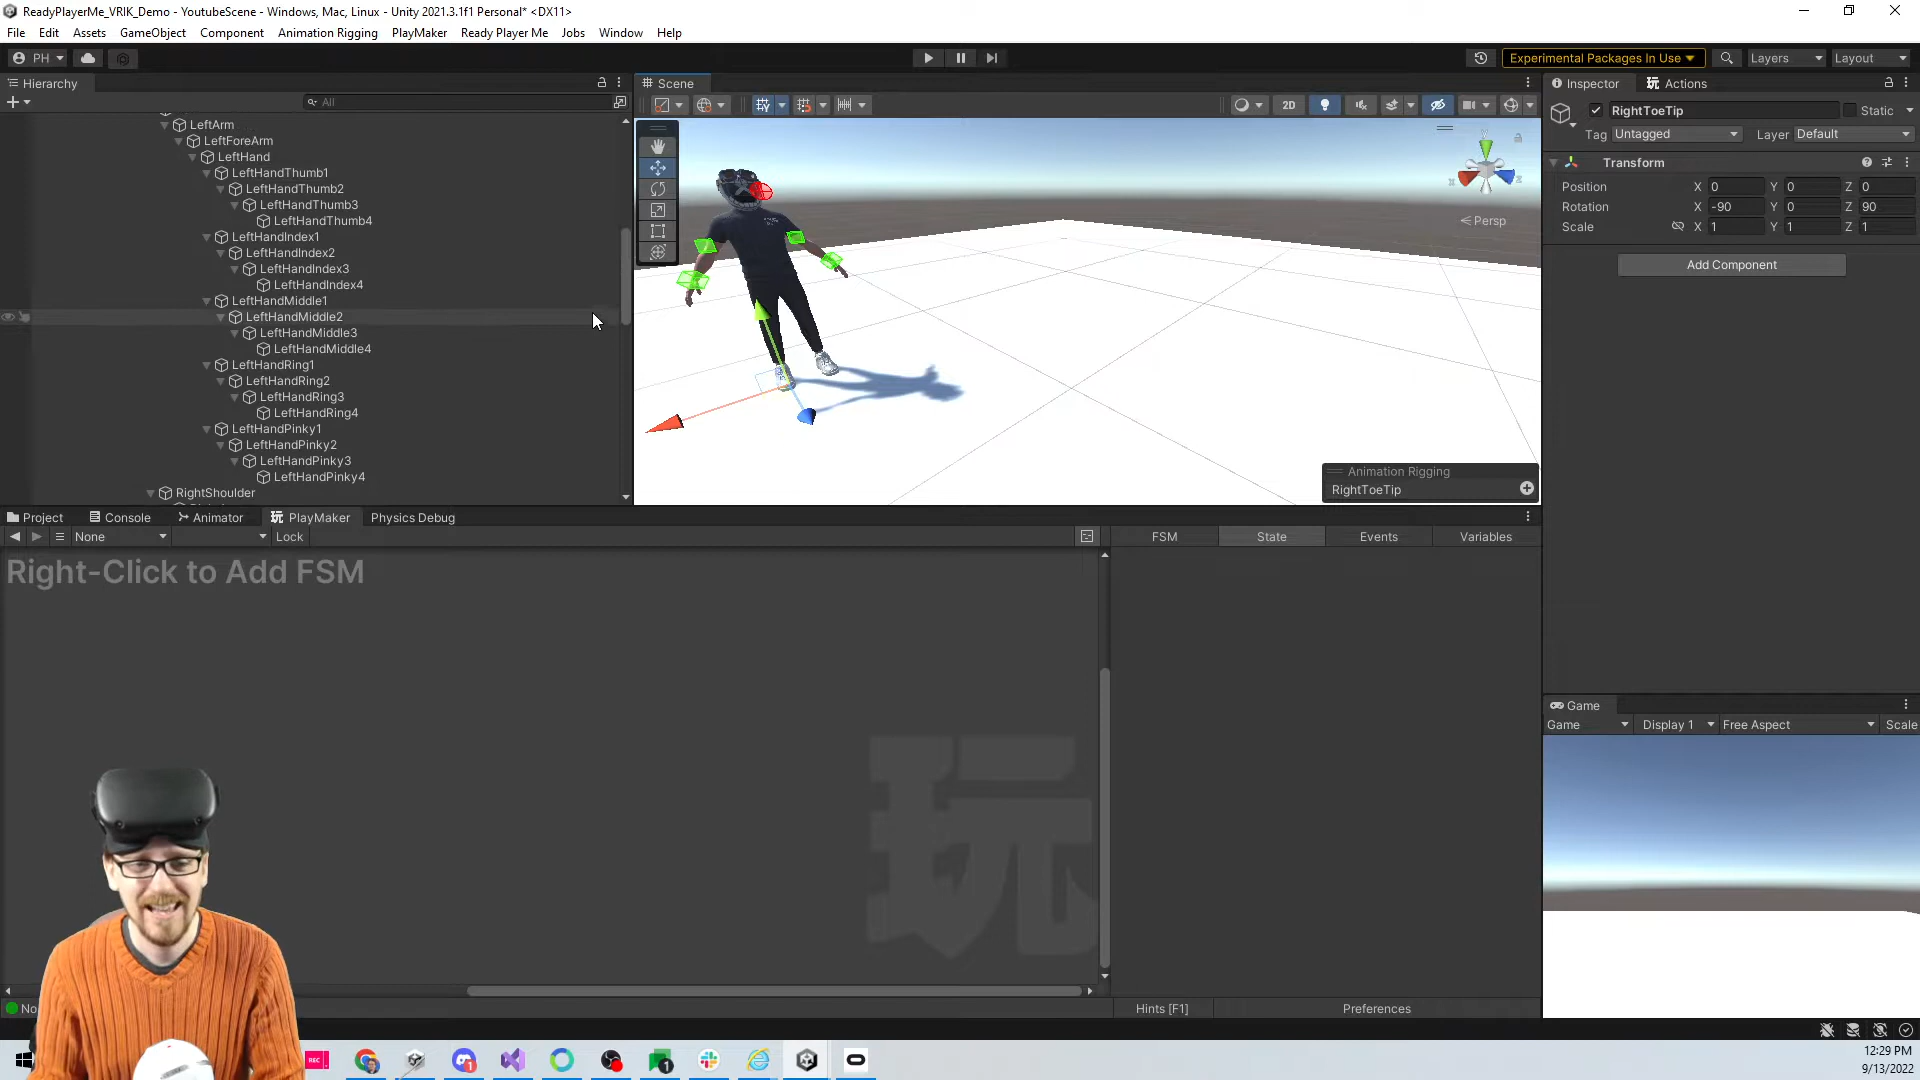 ReadyPlayerMe_VRIK_Demo - YoutubeScene - Windows, Mac, Linux - Unity 2021.3.1f1 Personal* <DX11>
File Edit Assets GameObject Component Animation Rigging PlayMaker Ready Player Me Jobs Window Help
PH Experimental Packages In Use Layers Layout
Hierarchy
All
LeftArm
LeftForeArm
LeftHand
LeftHandThumb1
LeftHandThumb2
LeftHandThumb3
LeftHandThumb4
LeftHandIndex1
LeftHandIndex2
LeftHandIndex3
LeftHandIndex4
LeftHandMiddle1
LeftHandMiddle2
LeftHandMiddle3
LeftHandMiddle4
LeftHandRing1
LeftHandRing2
LeftHandRing3
LeftHandRing4
LeftHandPinky1
LeftHandPinky2
LeftHandPinky3
LeftHandPinky4
RightShoulder
Scene
2D
Persp
Animation Rigging
RightToeTip
Inspector Actions
RightToeTip Static
Tag Untagged Layer Default
Transform
Position X 0 Y 0 Z 0
Rotation X -90 Y 0 Z 90
Scale X 1 Y 1 Z 1
Add Component
Project Console Animator PlayMaker Physics Debug
None Lock
FSM State Events Variables
Right-Click to Add FSM
玩
No
Hints [F1] Preferences
Game
Game Display 1 Free Aspect Scale
REC
1
1
12:29 PM
9/13/2022